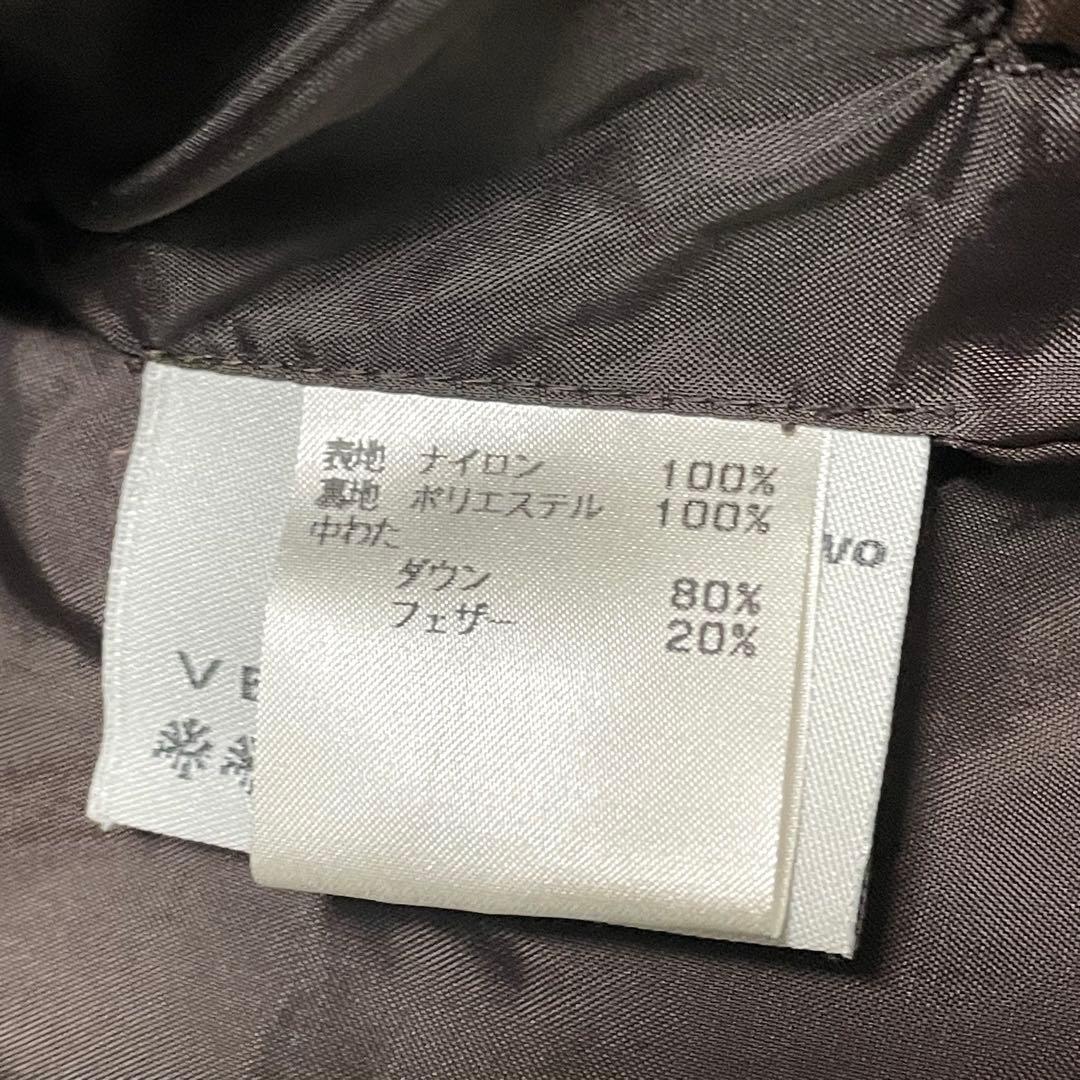 表地 ナイロン 100%
裏地 ポリエステル 100%
中わた
ダウン 80%
フェザー 20%